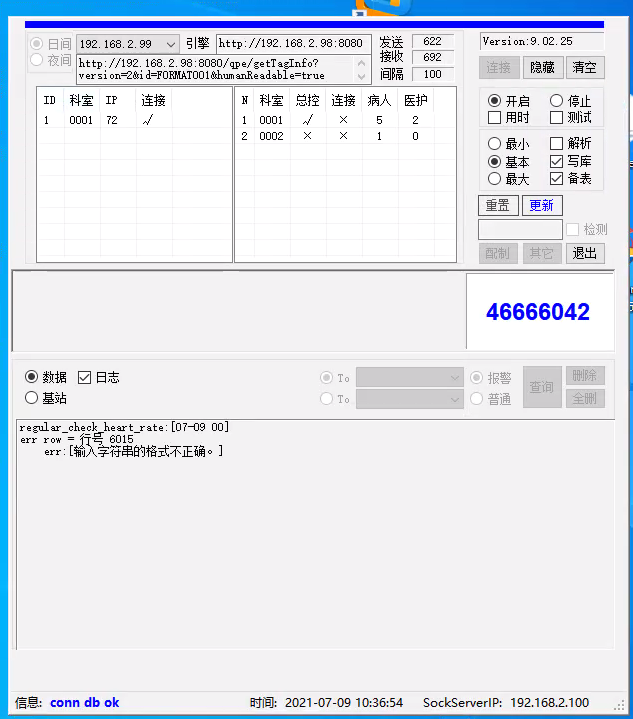 日间
夜间
192.168.2.99
引擎
http://192.168.2.98:8080
http://192.168.2.98:8080/qpe/getTagInfo?
version=2&id=FORMAT001&humanReadable=true
发送 622
接收 692
间隔 100
Version:9.02.25
连接 隐藏 清空
ID 科室 IP 连接
1 0001 72 √
N 科室 总控 连接 病人 医护
1 0001 √ × 5 2
2 0002 × × 1 0
开启 停止
用时 测试
最小 解析
基本 写库
最大 备表
重置 更新
检测
配制 其它 退出
46666042
数据 日志
基站
To
To
报警
普通
查询
删除
全删
regular_check_heart_rate:[07-09 00]
err row = 行号 6015
err:[输入字符串的格式不正确。]
信息: conn db ok 时间: 2021-07-09 10:36:54 SockServerIP: 192.168.2.100